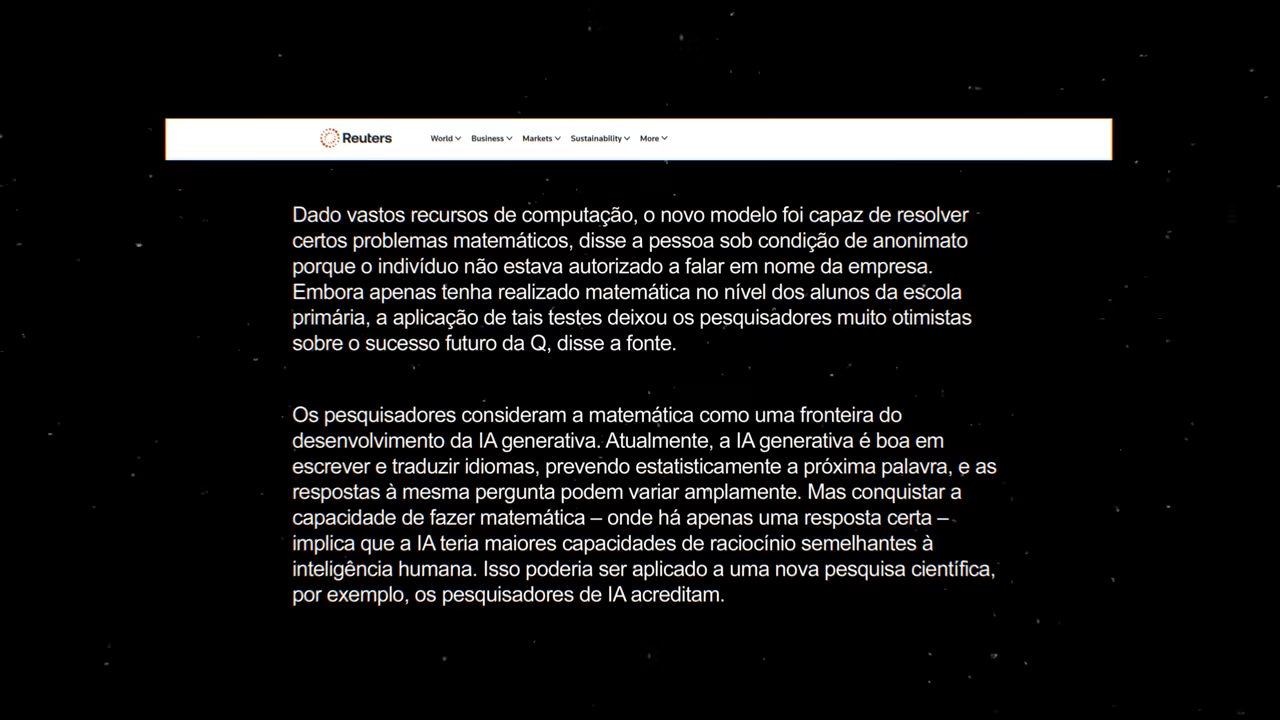 Reuters World Business Markets Sustainability More
Dado vastos recursos de computação, o novo modelo foi capaz de resolver
certos problemas matemáticos, disse a pessoa sob condição de anonimato
porque o indivíduo não estava autorizado a falar em nome da empresa.
Embora apenas tenha realizado matemática no nível dos alunos da escola
primária, a aplicação de tais testes deixou os pesquisadores muito otimistas
sobre o sucesso futuro da Q, disse a fonte.
Os pesquisadores consideram a matemática como uma fronteira do
desenvolvimento da IA generativa. Atualmente, a IA generativa é boa em
escrever e traduzir idiomas, prevendo estatisticamente a próxima palavra, e as
respostas à mesma pergunta podem variar amplamente. Mas conquistar a
capacidade de fazer matemática – onde há apenas uma resposta certa –
implica que a IA teria maiores capacidades de raciocínio semelhantes à
inteligência humana. Isso poderia ser aplicado a uma nova pesquisa científica,
por exemplo, os pesquisadores de IA acreditam.